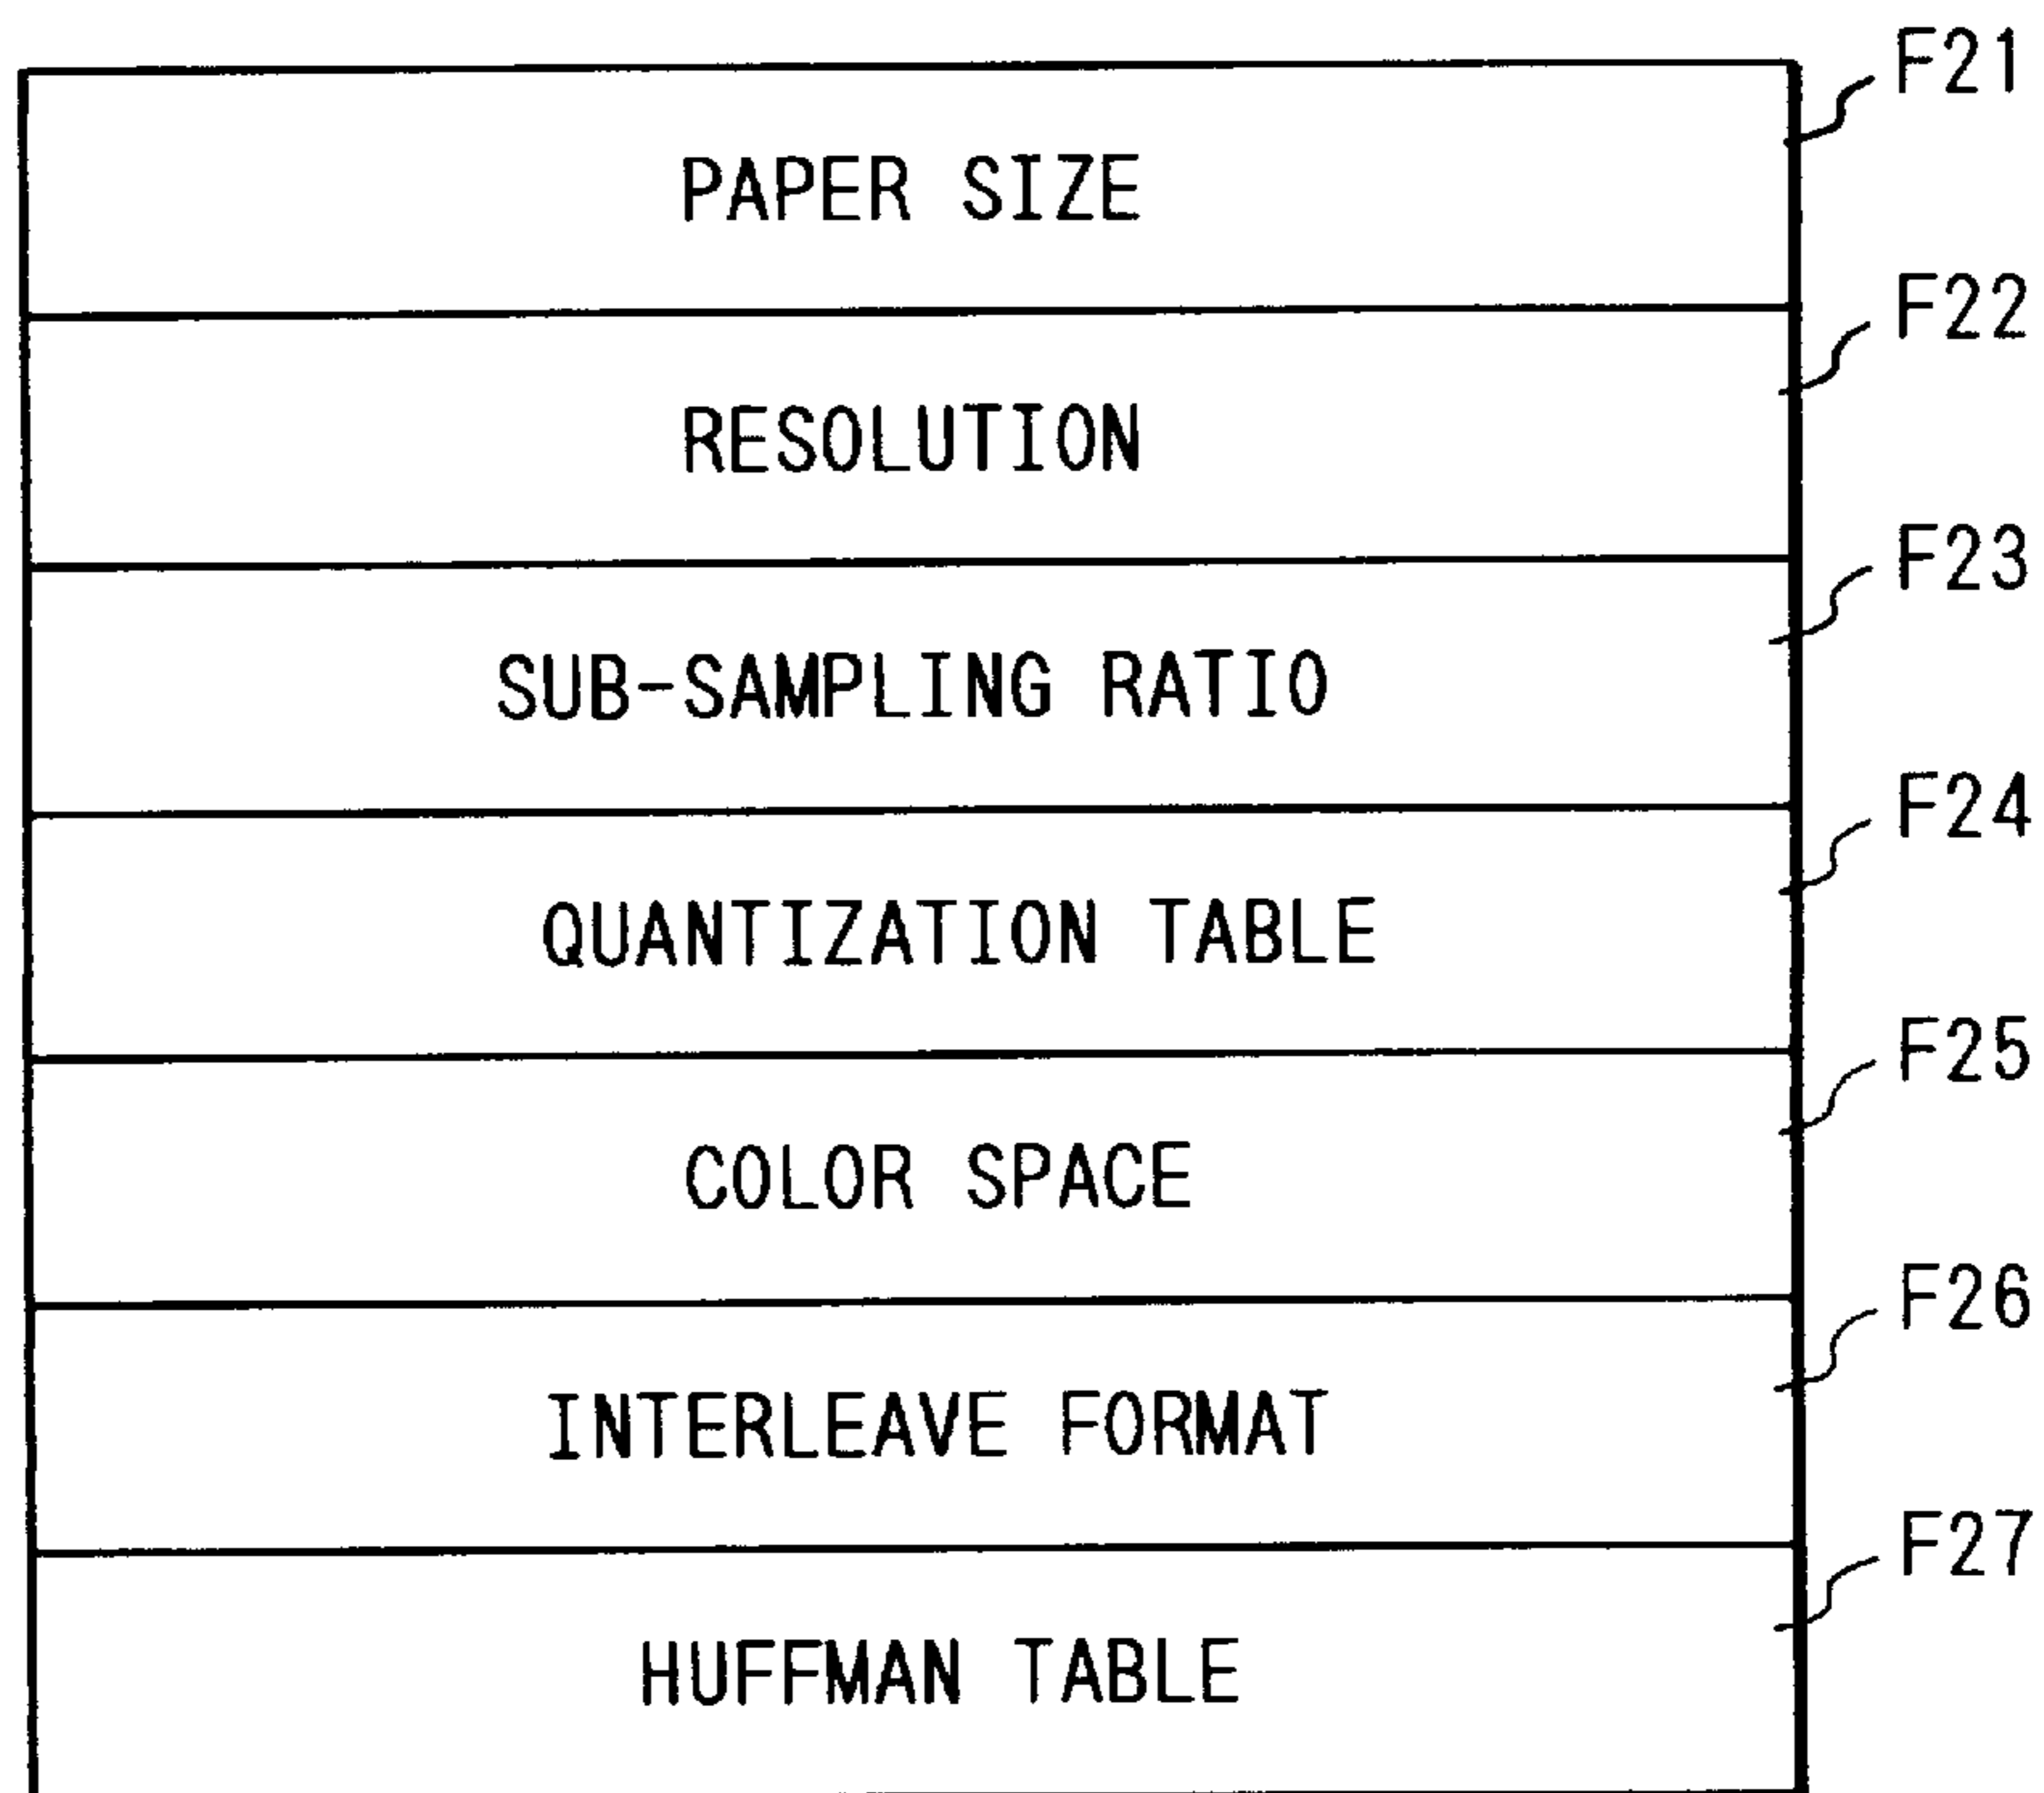 F21
PAPER SIZE
F22
RESOLUTION
F23
SUB-SAMPLING RATIO
F24
QUANTIZATION TABLE
F25
COLOR SPACE
F26
INTERLEAVE FORMAT
F27
HUFFMAN TABLE